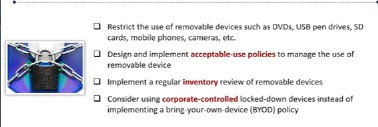 ❑ Restrict the use of removable devices such as DVDs, USB pen drives, SD
cards, mobile phones, cameras, etc.
❑ Design and implement acceptable-use policies to manage the use of
removable device
❑ Implement a regular inventory review of removable devices
❑ Consider using corporate-controlled locked-down devices instead of
implementing a bring-your-own-device (BYOD) policy